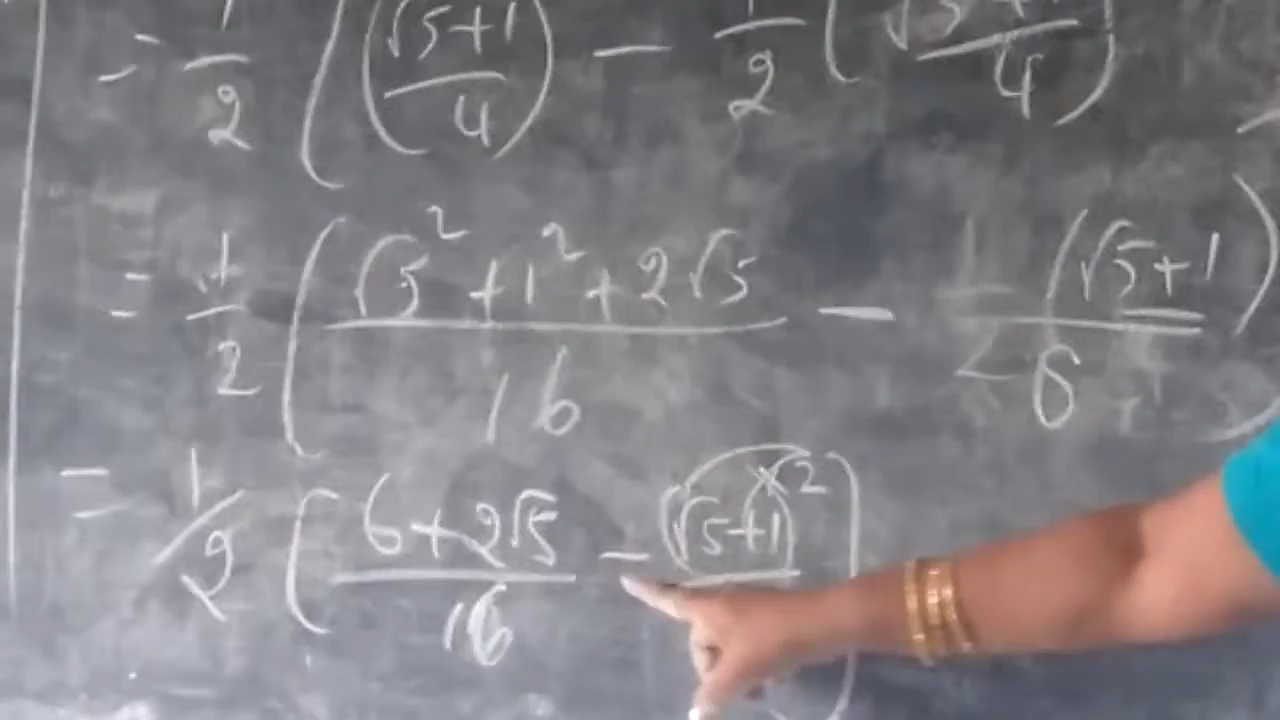 = 1/2 ((√5+1)/4) - 1/2 ((√5+1)/4)
= 1/2 ((√5² + 1² + 2√5)/16 - (√5+1)/8)
= 1/2 ((6+2√5)/16 - (√5+1)×2